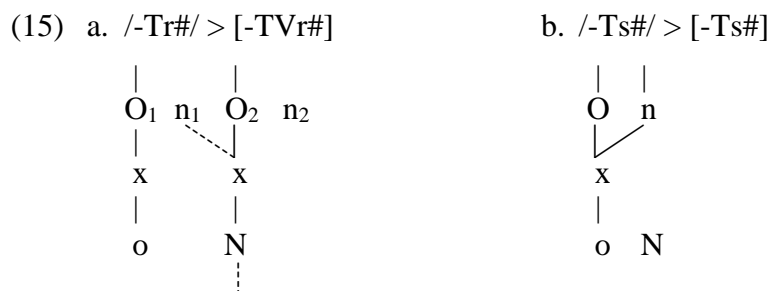 (15) a. /-Tr#/ > [-TVr#] b. /-Ts#/ > [-Ts#]
O₁ n₁ O₂ n₂ O n
x x x
o N o N